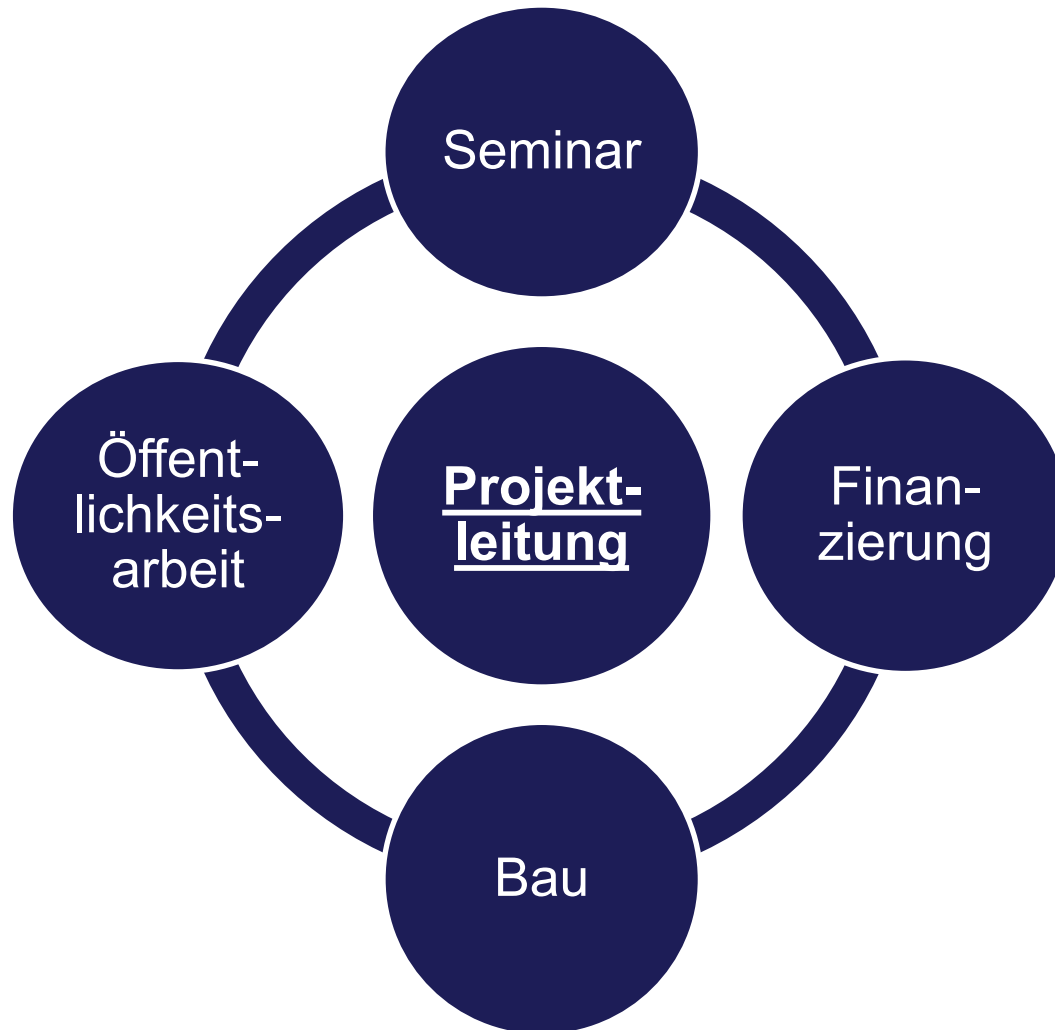 Seminar
Öffent-
lichkeits-
arbeit
Projekt-
leitung
Finan-
zierung
Bau